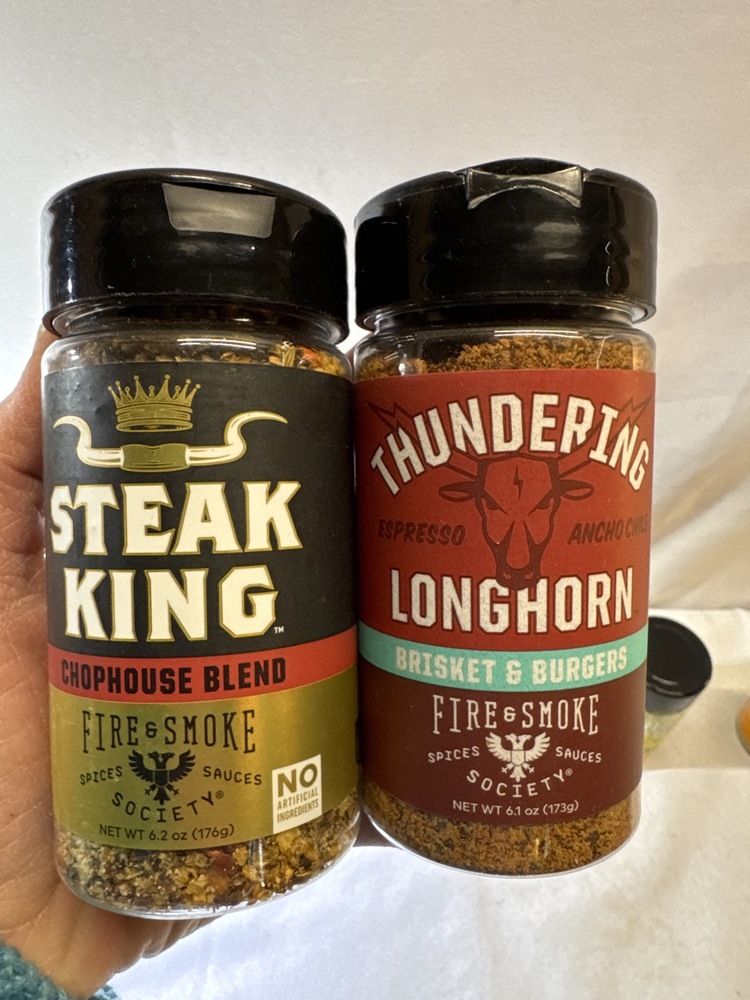 STEAK
KING™
CHOPHOUSE BLEND
FIRE & SMOKE
SPICES SAUCES
SOCIETY®
NO
ARTIFICIAL
INGREDIENTS
NET WT 6.2 oz (176g)
THUNDERING
ESPRESSO ANCHO CHILE
LONGHORN
BRISKET & BURGERS
FIRE & SMOKE
SPICES SAUCES
SOCIETY®
NET WT 6.1 oz (173g)